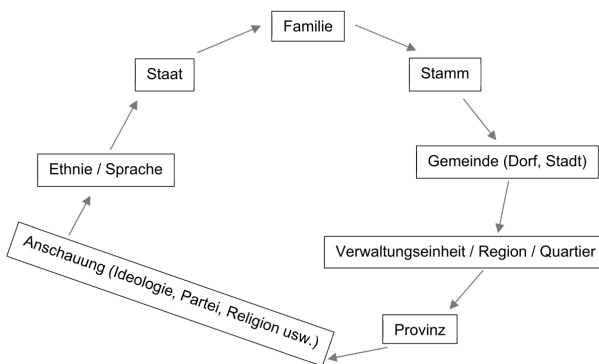 Familie
Stamm
Gemeinde (Dorf, Stadt)
Verwaltungseinheit / Region / Quartier
Provinz
Anschauung (Ideologie, Partei, Religion usw.)
Ethnie / Sprache
Staat